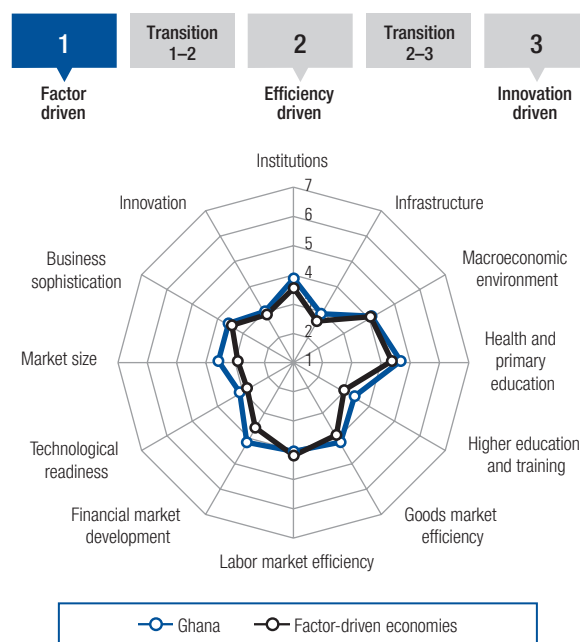 1
Transition
1–2
2
Transition
2–3
3
Factor
driven
Efficiency
driven
Innovation
driven
Institutions
7
Innovation
Infrastructure
6
5
Business
sophistication
Macroeconomic
environment
4
2
Market size
1
Health and
primary
education
Technological
readiness
Higher education
and training
Financial market
development
Goods market
efficiency
Labor market efficiency
Ghana
Factor-driven economies